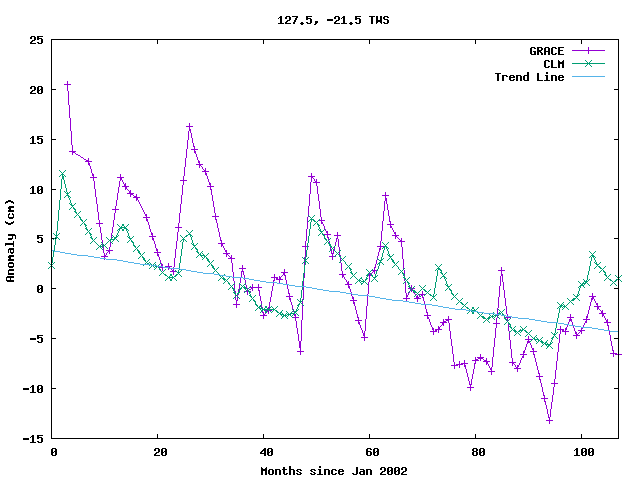 127.5, -21.5 TWS
GRACE
CLM
Trend Line
25
20
15
10
5
0
-5
-10
-15
Anomaly (cm)
0 20 40 60 80 100
Months since Jan 2002